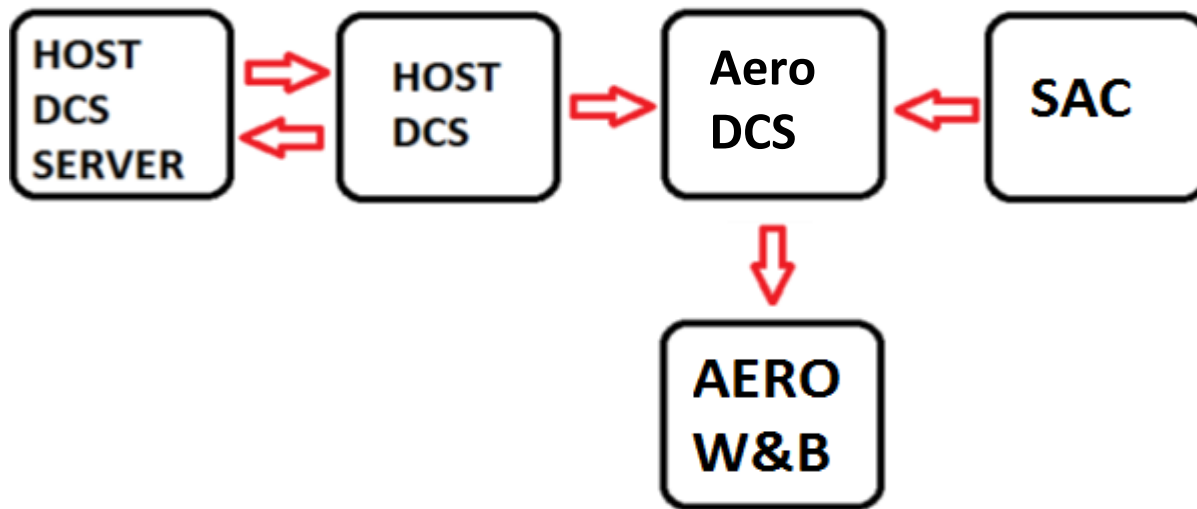 HOST
DCS
SERVER
HOST
DCS
Aero
DCS
SAC
AERO
W&B